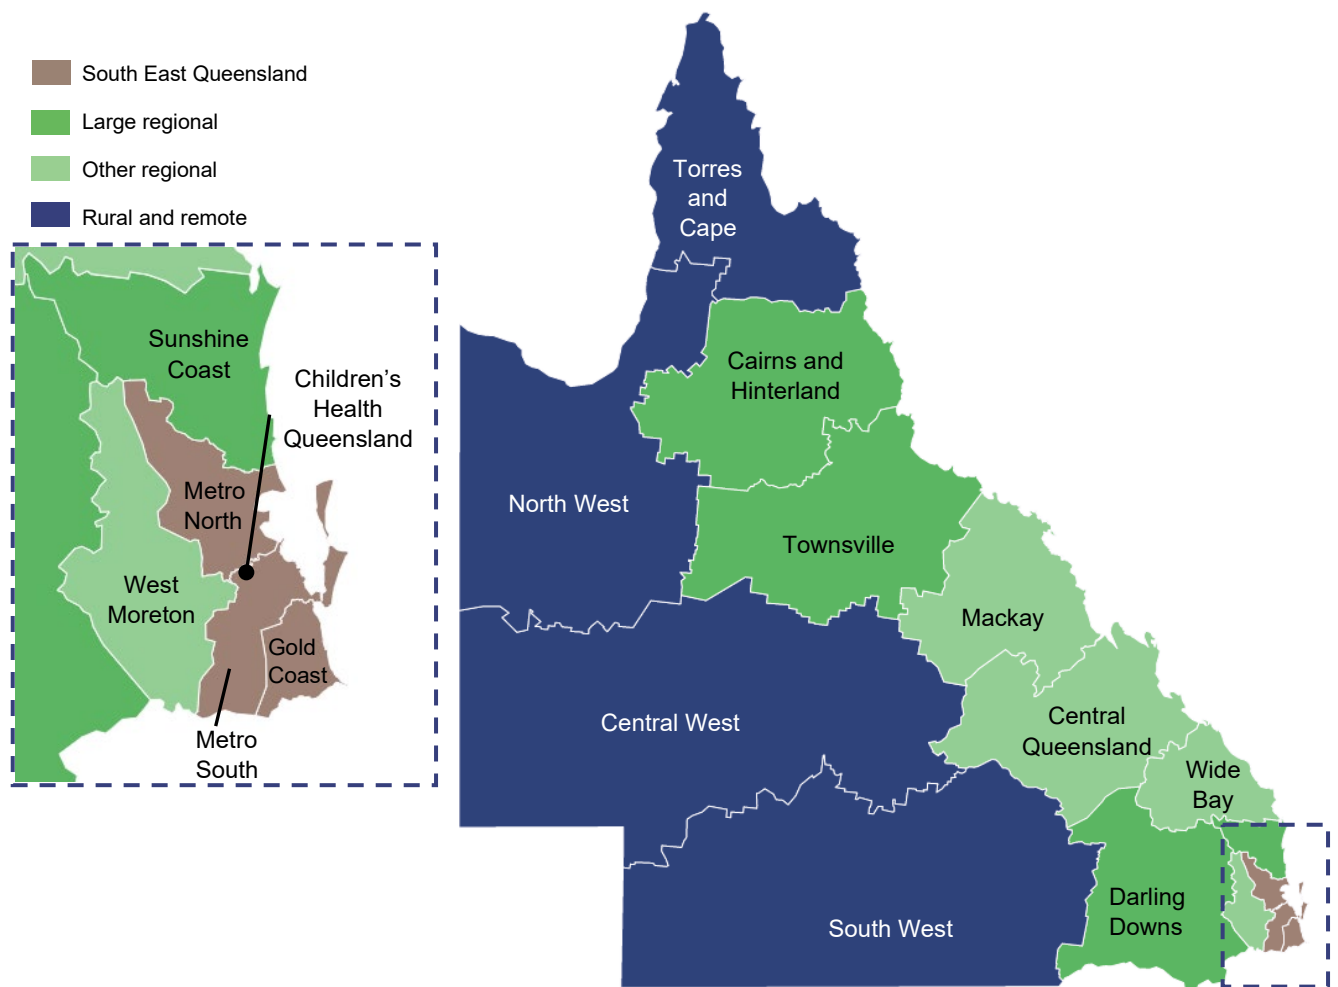 South East Queensland
Large regional
Other regional
Rural and remote
Torres
and
Cape
Sunshine
Coast
Children’s
Health
Queensland
Cairns and
Hinterland
Metro
North
North West
Townsville
West
Moreton
Mackay
Gold
Coast
Metro
South
Central West
Central
Queensland
Wide
Bay
Darling
Downs
South West